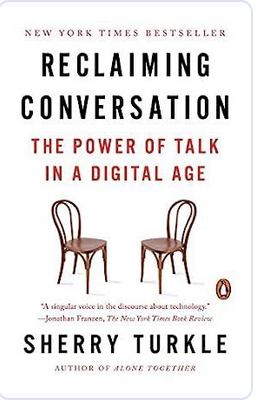 NEW YORK TIMES BESTSELLER
RECLAIMING
CONVERSATION
THE POWER OF TALK
IN A DIGITAL AGE
“A singular voice in the discourse about technology.”
—Jonathan Franzen, The New York Times Book Review
SHERRY TURKLE
AUTHOR OF ALONE TOGETHER